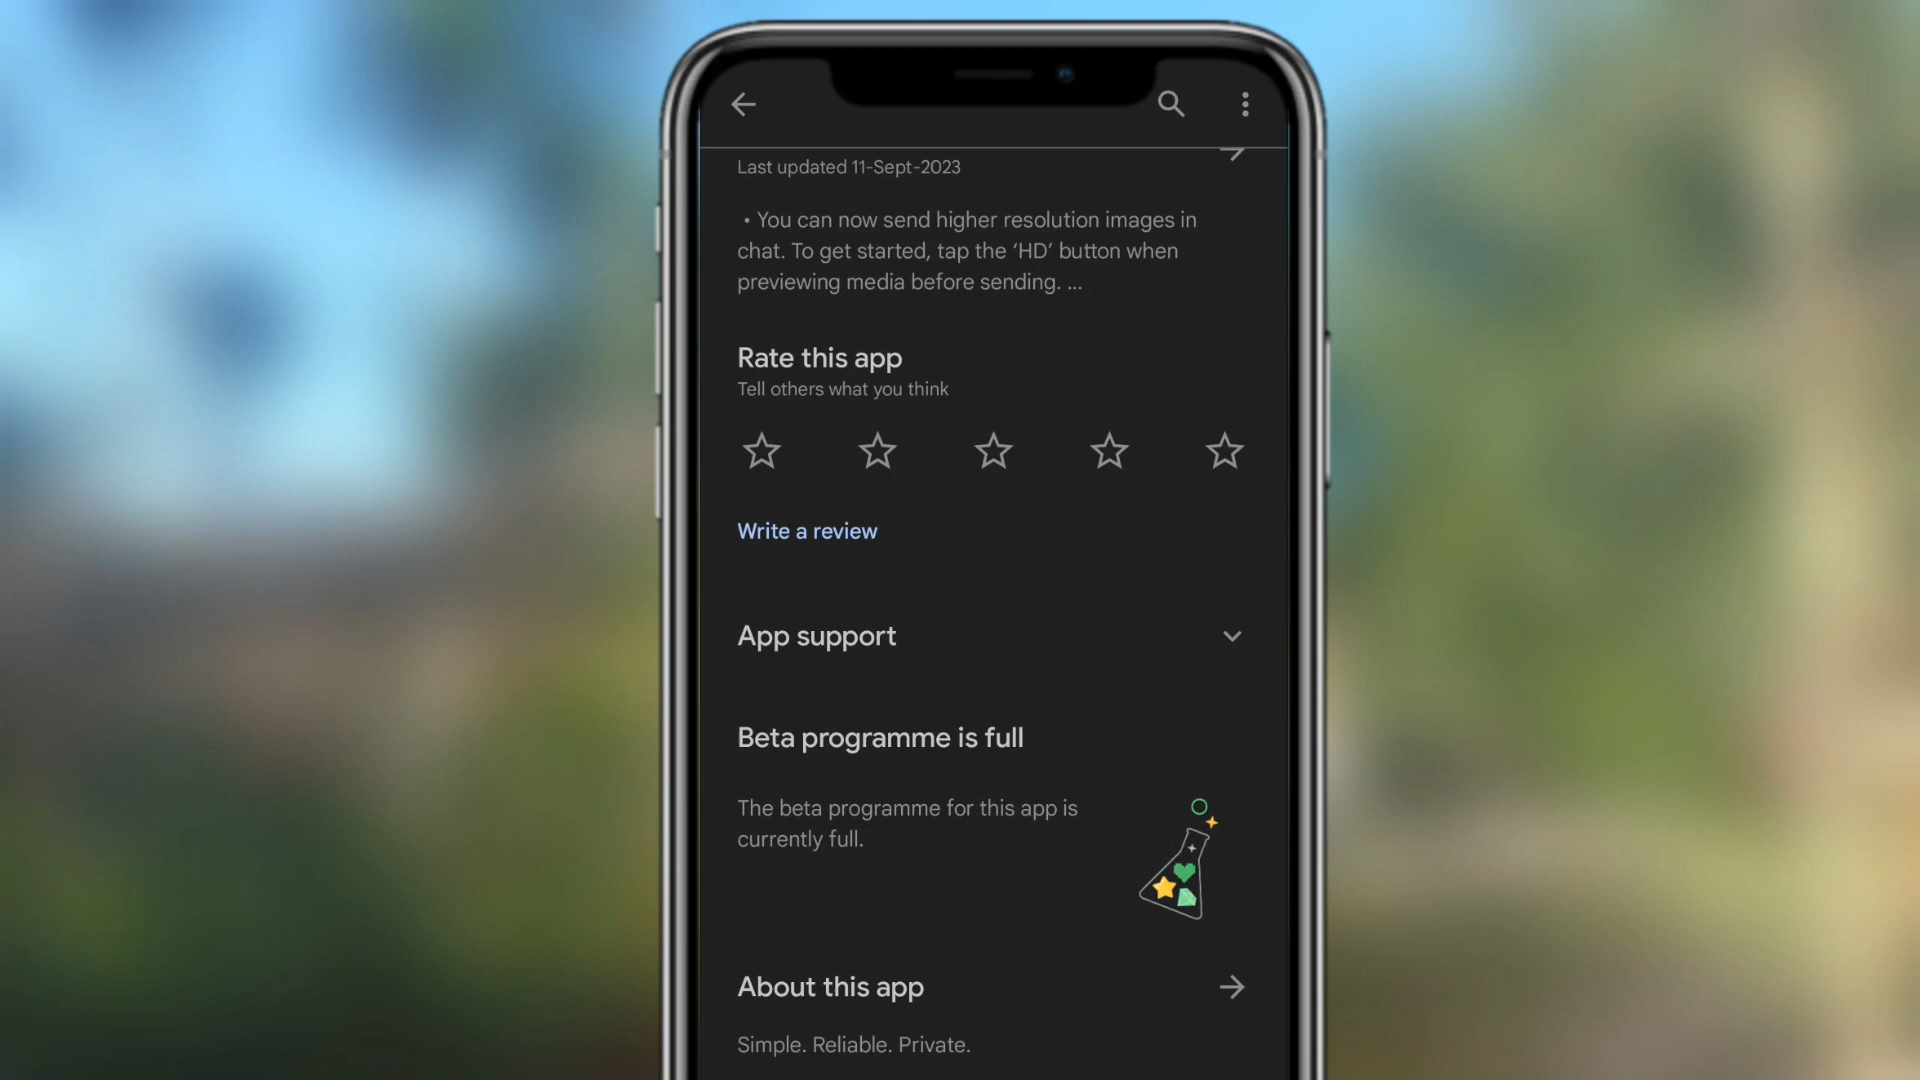 Last updated 11-Sept-2023
• You can now send higher resolution images in
chat. To get started, tap the ‘HD’ button when
previewing media before sending. ...
Rate this app
Tell others what you think
Write a review
App support
Beta programme is full
The beta programme for this app is
currently full.
About this app
Simple. Reliable. Private.